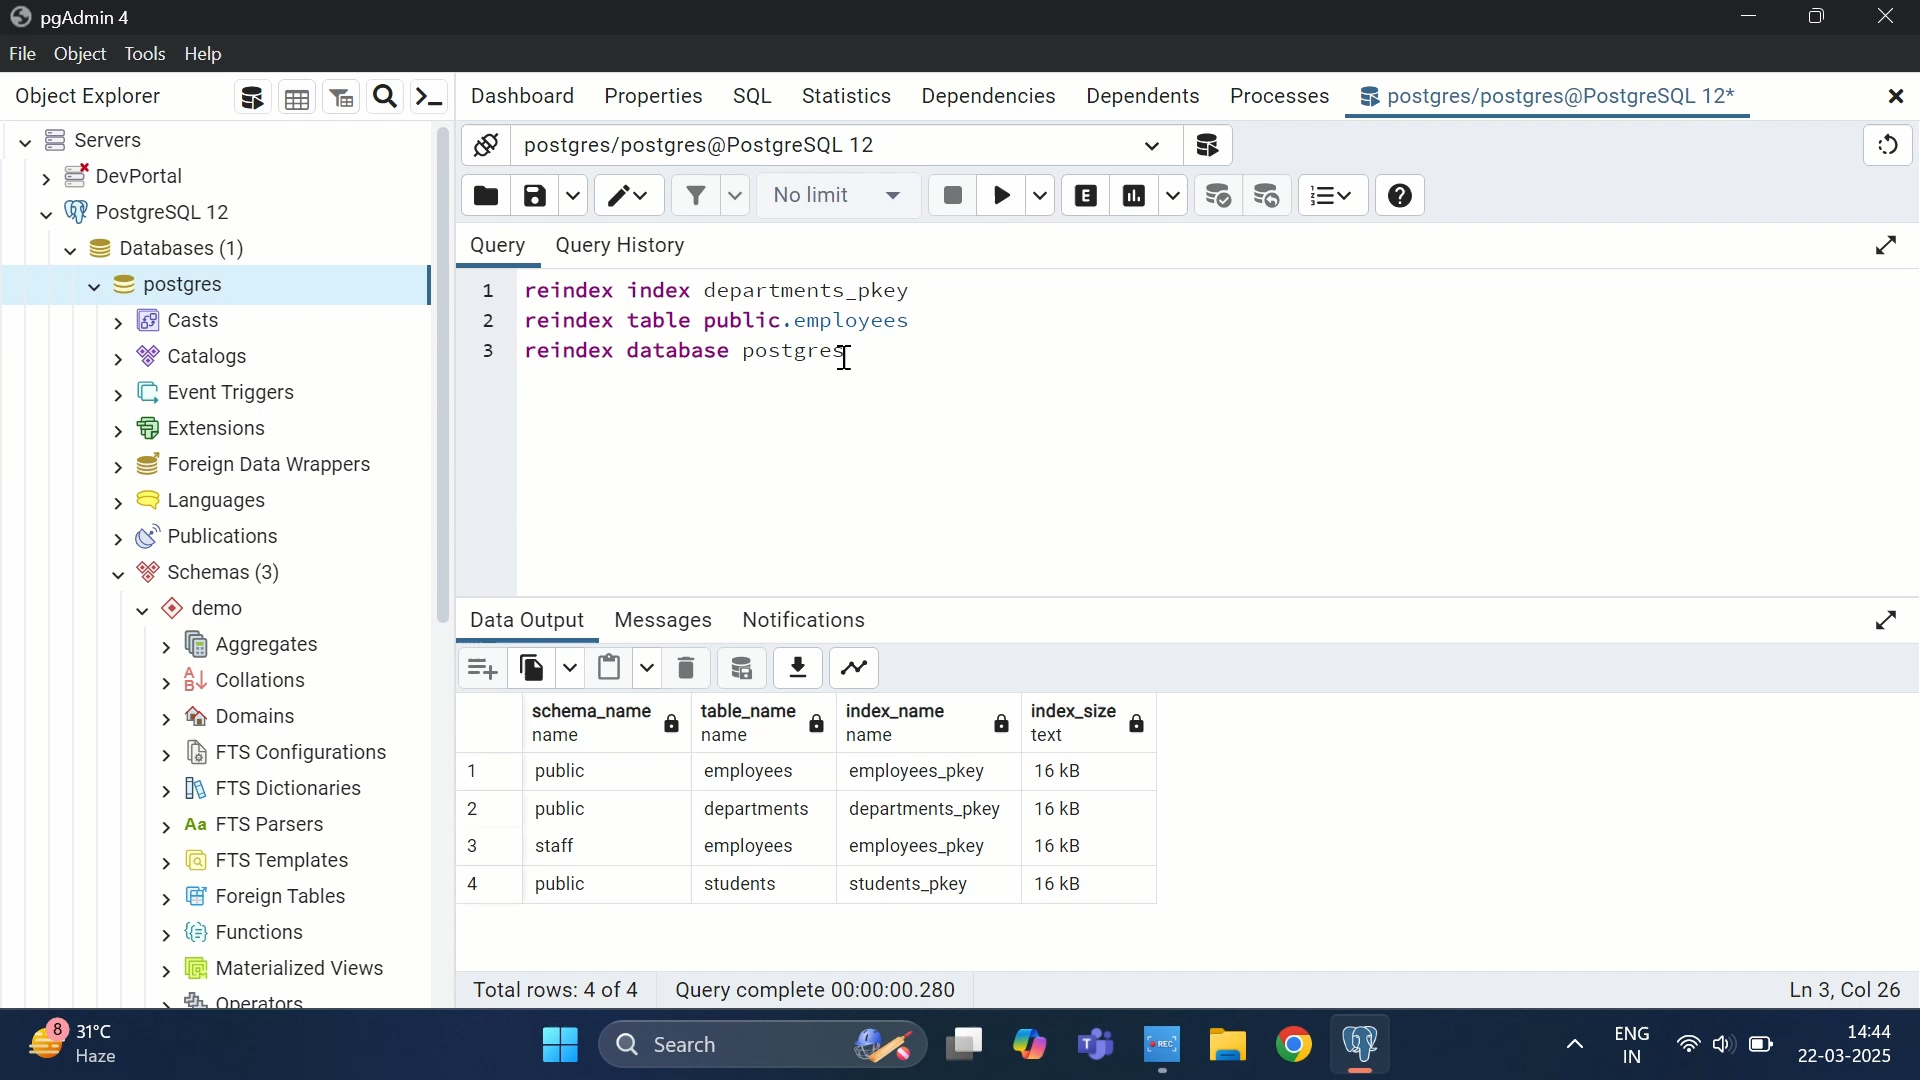 pgAdmin 4
File Object Tools Help
Object Explorer
Dashboard Properties SQL Statistics Dependencies Dependents Processes postgres/postgres@PostgreSQL 12*
Servers
DevPortal
PostgreSQL 12
Databases (1)
postgres
Casts
Catalogs
Event Triggers
Extensions
Foreign Data Wrappers
Languages
Publications
Schemas (3)
demo
Aggregates
Collations
Domains
FTS Configurations
FTS Dictionaries
FTS Parsers
FTS Templates
Foreign Tables
Functions
Materialized Views
Operators
postgres/postgres@PostgreSQL 12
No limit
E
Query Query History
1 reindex index departments_pkey
2 reindex table public.employees
3 reindex database postgres
Data Output Messages Notifications
schema_name table_name index_name index_size
name name name text
1 public employees employees_pkey 16 kB
2 public departments departments_pkey 16 kB
3 staff employees employees_pkey 16 kB
4 public students students_pkey 16 kB
Total rows: 4 of 4 Query complete 00:00:00.280 Ln 3, Col 26
8 31°C
Haze
Search
REC
ENG
IN
14:44
22-03-2025